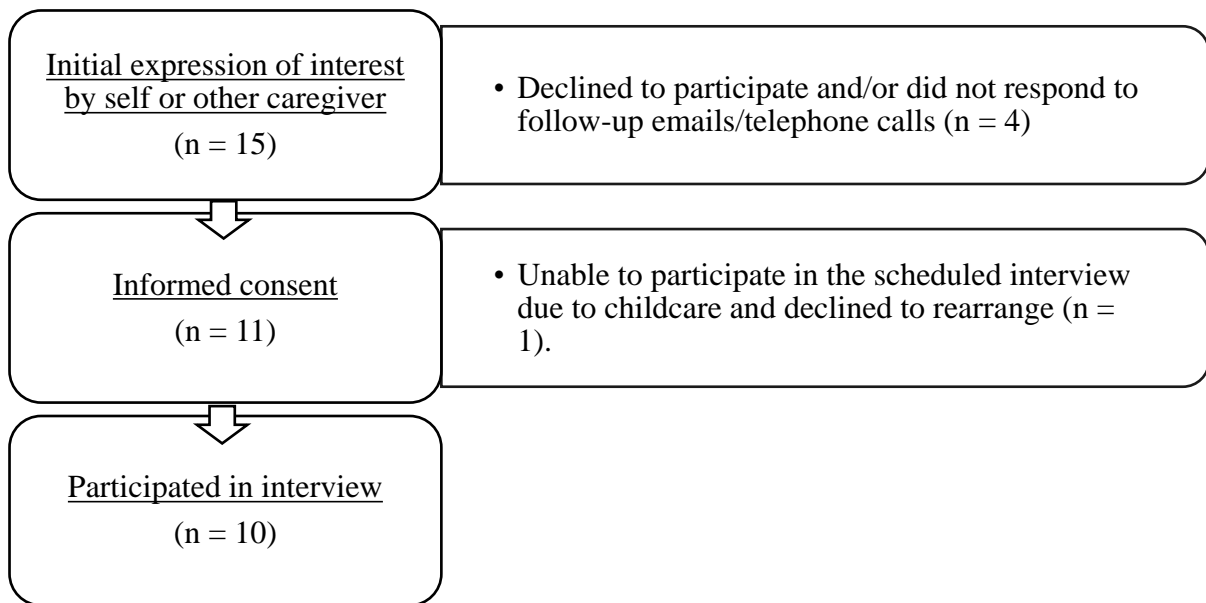 Initial expression of interest
by self or other caregiver
(n = 15)
• Declined to participate and/or did not respond to
follow-up emails/telephone calls (n = 4)
Informed consent
(n = 11)
• Unable to participate in the scheduled interview
due to childcare and declined to rearrange (n =
1).
Participated in interview
(n = 10)